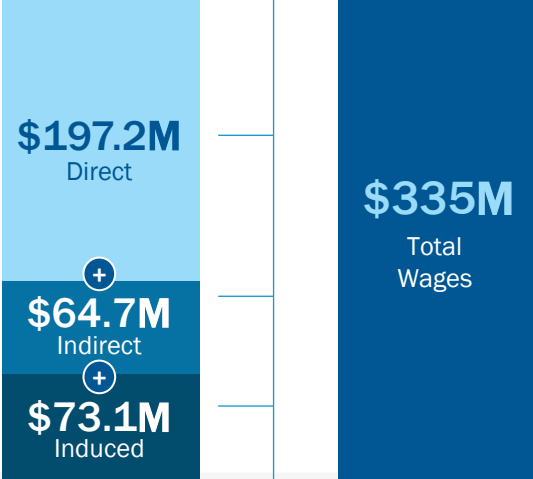 $197.2M
Direct
+
$64.7M
Indirect
+
$73.1M
Induced
$335M
Total
Wages